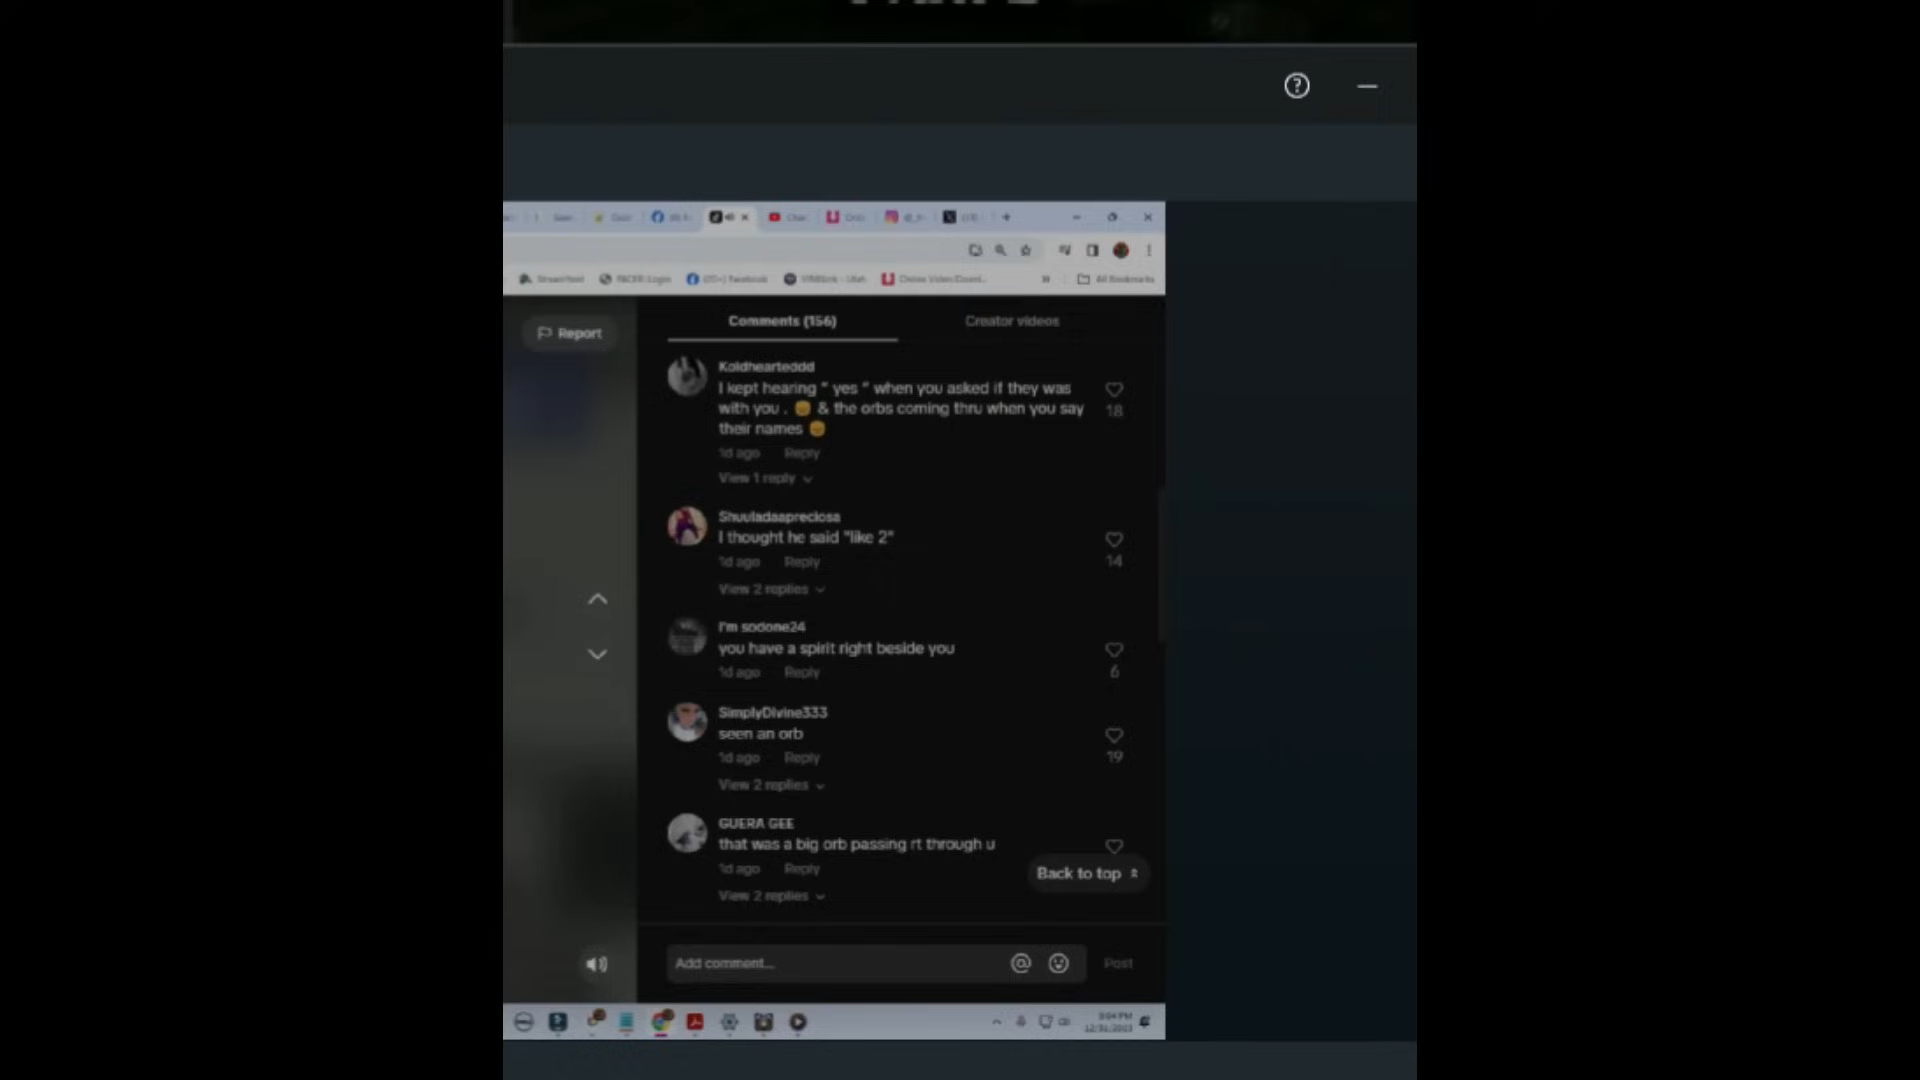 Report
Comments (156)
Creator videos
Koldhearteddd
I kept hearing " yes " when you asked if they was
with you . & the orbs coming thru when you say
their names
18
1d ago Reply
View 1 reply
Shuuladaapreciosa
I thought he said "like 2"
14
1d ago Reply
View 2 replies
I'm sodone24
you have a spirit right beside you
6
1d ago Reply
SimplyDivine333
seen an orb
19
1d ago Reply
View 2 replies
GUERA GEE
that was a big orb passing rt through u
1d ago Reply
Back to top
View 2 replies
Add comment...
Post
All Bookmarks